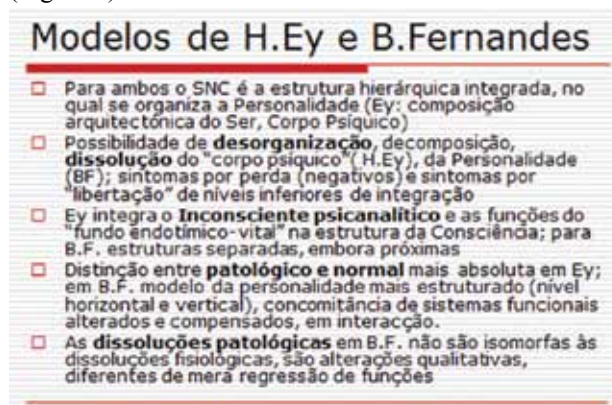 Modelos de H.Ey e B.Fernandes
Para ambos o SNC é a estrutura hierárquica integrada, no
qual se organiza a Personalidade (Ey: composição
arquitectónica do Ser, Corpo Psíquico)
Possibilidade de desorganização, decomposição,
dissolução do "corpo psíquico"( H.Ey), da Personalidade
(BF); sintomas por perda (negativos) e sintomas por
"libertação" de níveis inferiores de integração
Ey integra o Inconsciente psicanalítico e as funções do
"fundo endotímico-vital" na estrutura da Consciência; para
B.F. estruturas separadas, embora próximas
Distinção entre patológico e normal mais absoluta em Ey;
em B.F. modelo da personalidade mais estruturado (nível
horizontal e vertical), concomitância de sistemas funcionais
alterados e compensados, em interacção.
As dissoluções patológicas em B.F. não são isomorfas às
dissoluções fisiológicas, são alterações qualitativas,
diferentes de mera regressão de funções